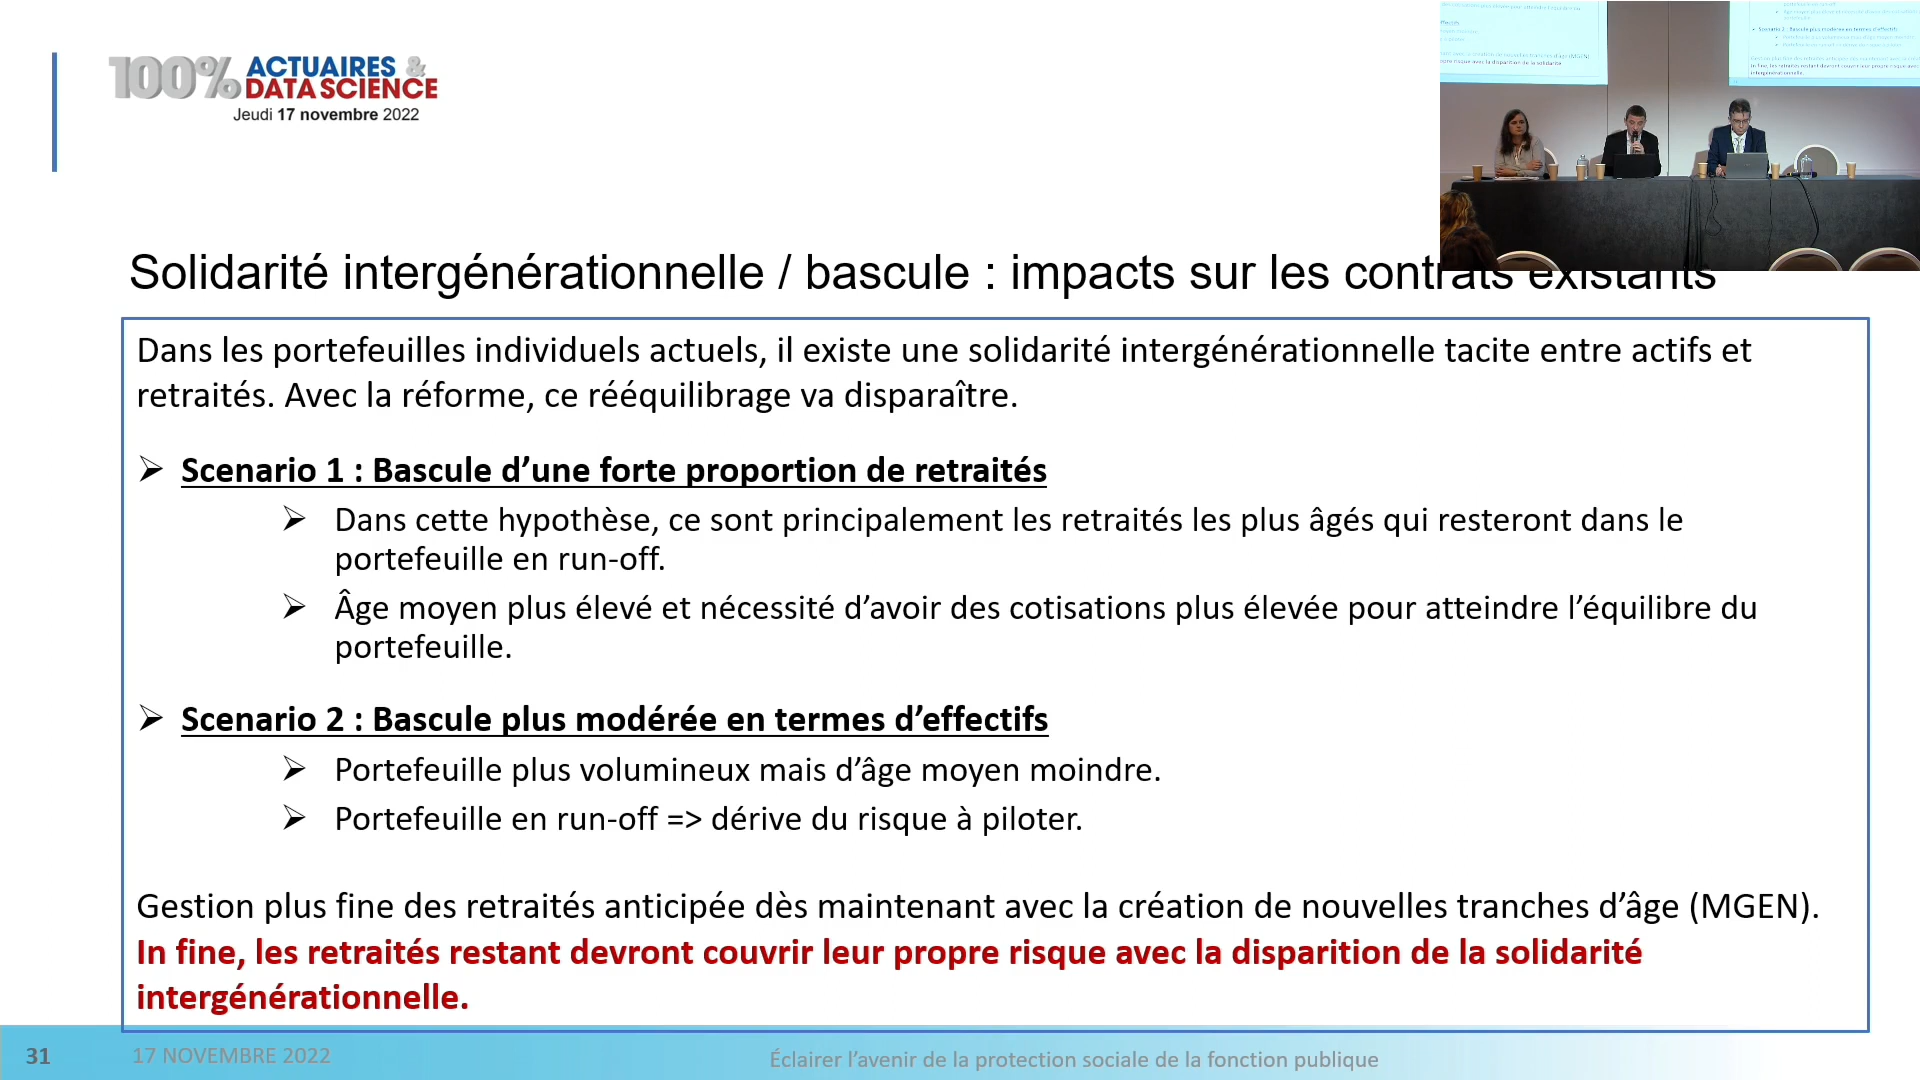 100% ACTUAIRES &
DATA SCIENCE
Jeudi 17 novembre 2022
Solidarité intergénérationnelle / bascule : impacts sur les contrats existants
Dans les portefeuilles individuels actuels, il existe une solidarité intergénérationnelle tacite entre actifs et
retraités. Avec la réforme, ce rééquilibrage va disparaître.
➢ Scenario 1 : Bascule d’une forte proportion de retraités
➢ Dans cette hypothèse, ce sont principalement les retraités les plus âgés qui resteront dans le
portefeuille en run-off.
➢ Âge moyen plus élevé et nécessité d’avoir des cotisations plus élevée pour atteindre l’équilibre du
portefeuille.
➢ Scenario 2 : Bascule plus modérée en termes d’effectifs
➢ Portefeuille plus volumineux mais d’âge moyen moindre.
➢ Portefeuille en run-off => dérive du risque à piloter.
Gestion plus fine des retraités anticipée dès maintenant avec la création de nouvelles tranches d’âge (MGEN).
In fine, les retraités restant devront couvrir leur propre risque avec la disparition de la solidarité
intergénérationnelle.
31
17 NOVEMBRE 2022
Éclairer l’avenir de la protection sociale de la fonction publique